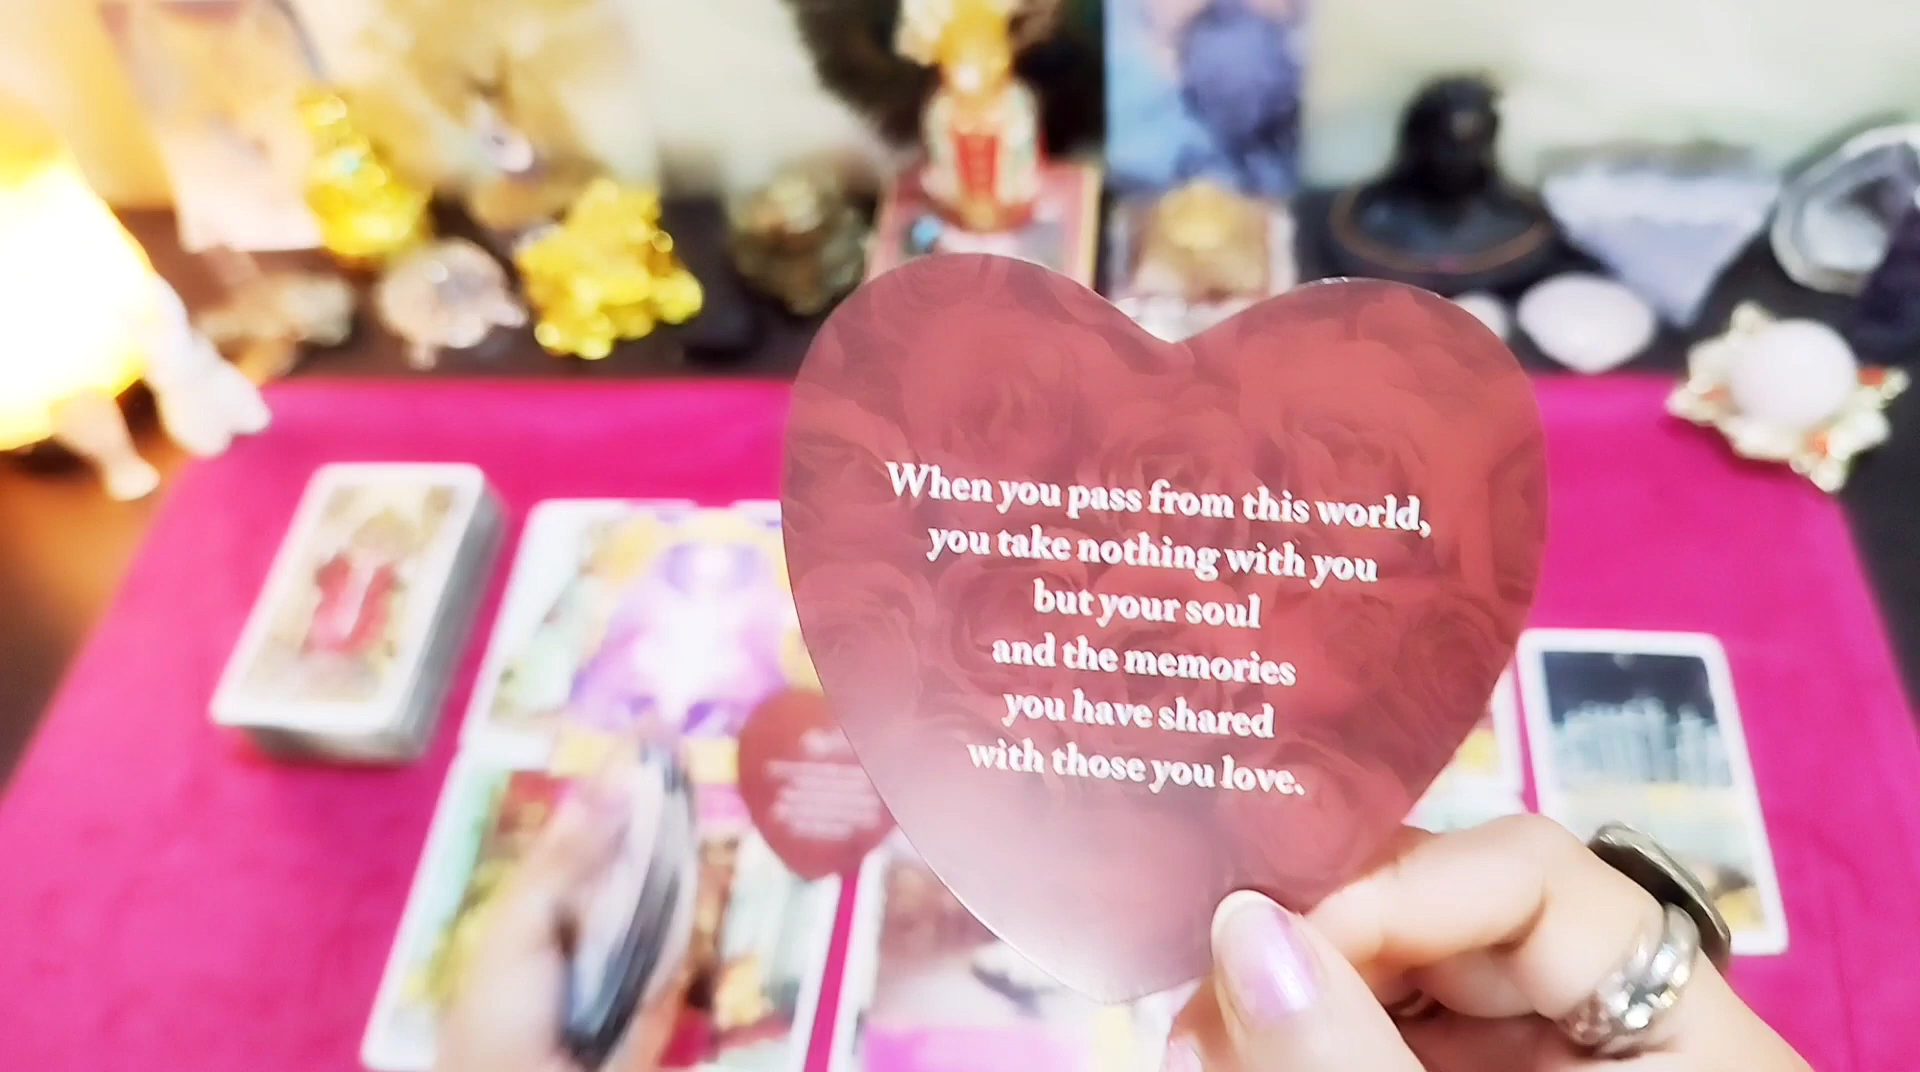 When you pass from this world,
you take nothing with you
but your soul
and the memories
you have shared
with those you love.